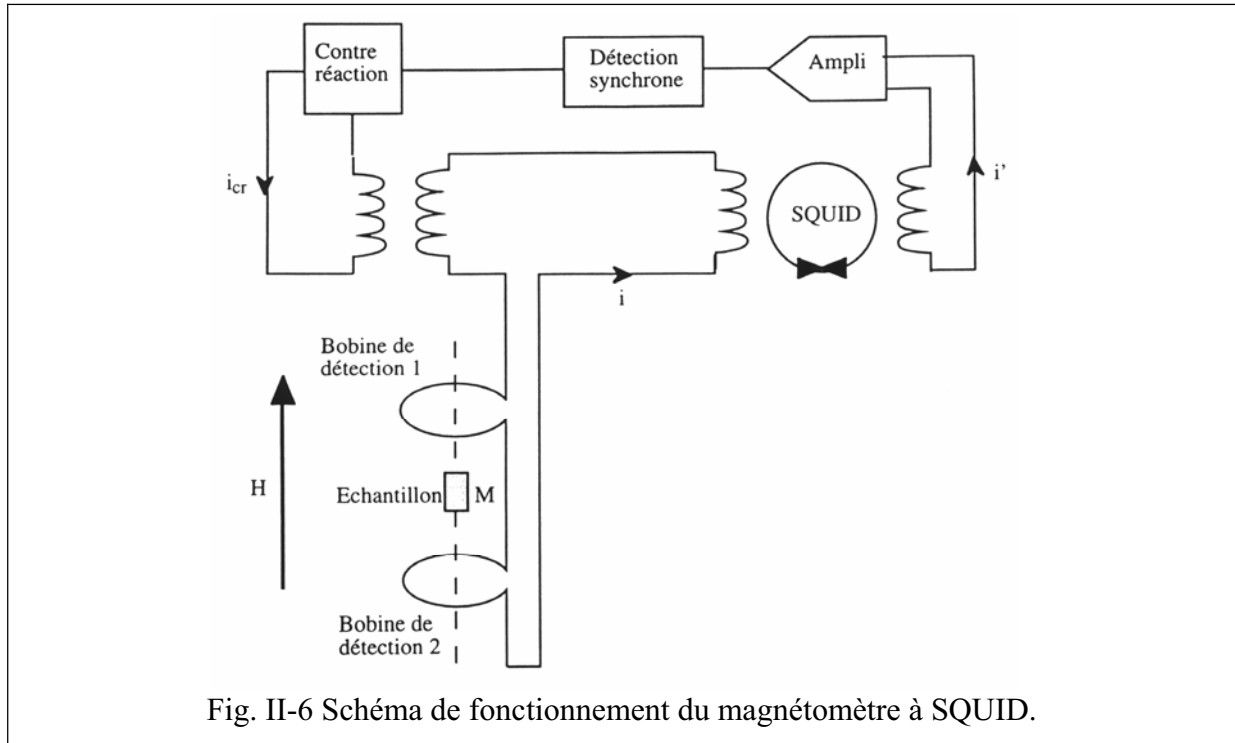 Contre
réaction
Détection
synchrone
Ampli
i_cr
i'
SQUID
i
Bobine de
détection 1
H
Echantillon M
Bobine de
détection 2
Fig. II-6 Schéma de fonctionnement du magnétomètre à SQUID.